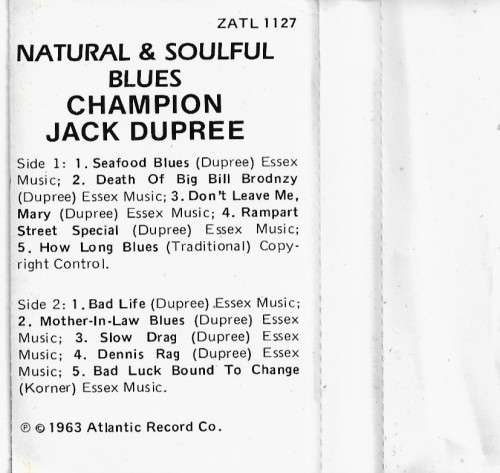 ZATL 1127
NATURAL & SOULFUL
BLUES
CHAMPION
JACK DUPREE
Side 1: 1. Seafood Blues (Dupree) Essex
Music; 2. Death Of Big Bill Brodnzy
(Dupree) Essex Music; 3. Don't Leave Me,
Mary (Dupree) Essex Music; 4. Rampart
Street Special (Dupree) Essex Music;
5. How Long Blues (Traditional) Copy-
right Control.
Side 2: 1. Bad Life (Dupree) Essex Music;
2. Mother-In-Law Blues (Dupree) Essex
Music; 3. Slow Drag (Dupree) Essex
Music; 4. Dennis Rag (Dupree) Essex
Music; 5. Bad Luck Bound To Change
(Korner) Essex Music.
℗ © 1963 Atlantic Record Co.